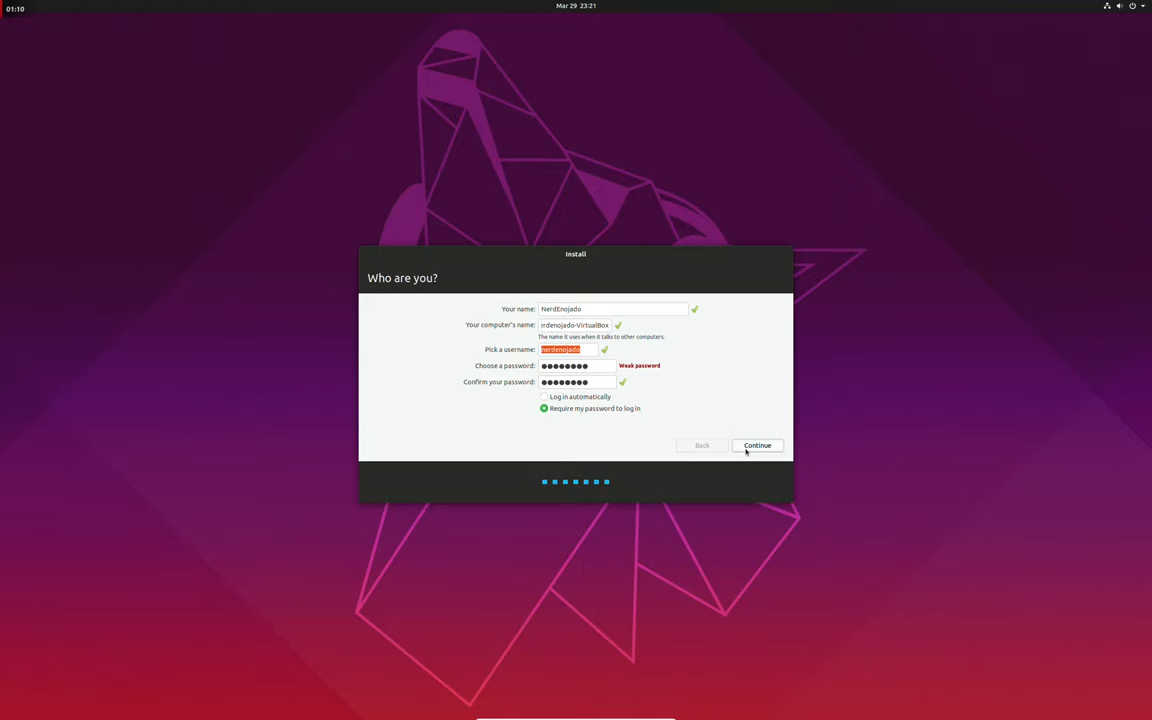 01:10
Mar 29 23:21
Install
Who are you?
Your name: NerdEnojado
Your computer's name: erdenojado-VirtualBox
The name it uses when it talks to other computers.
Pick a username: nerdenojado
Choose a password: ●●●●●●●● Weak password
Confirm your password: ●●●●●●●●
Log in automatically
Require my password to log in
Back Continue